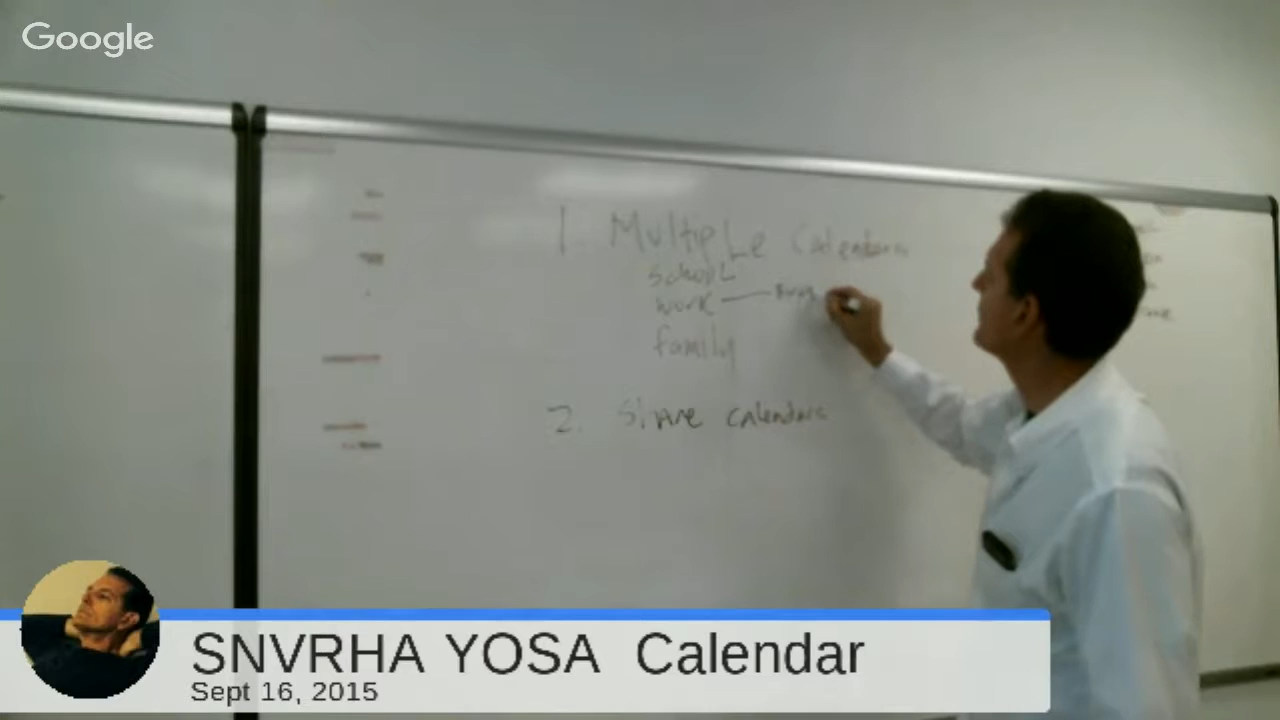 Google
1. Multiple Calendars
school
work
family
2. Share calendars
SNVRHA YOSA Calendar
Sept 16, 2015